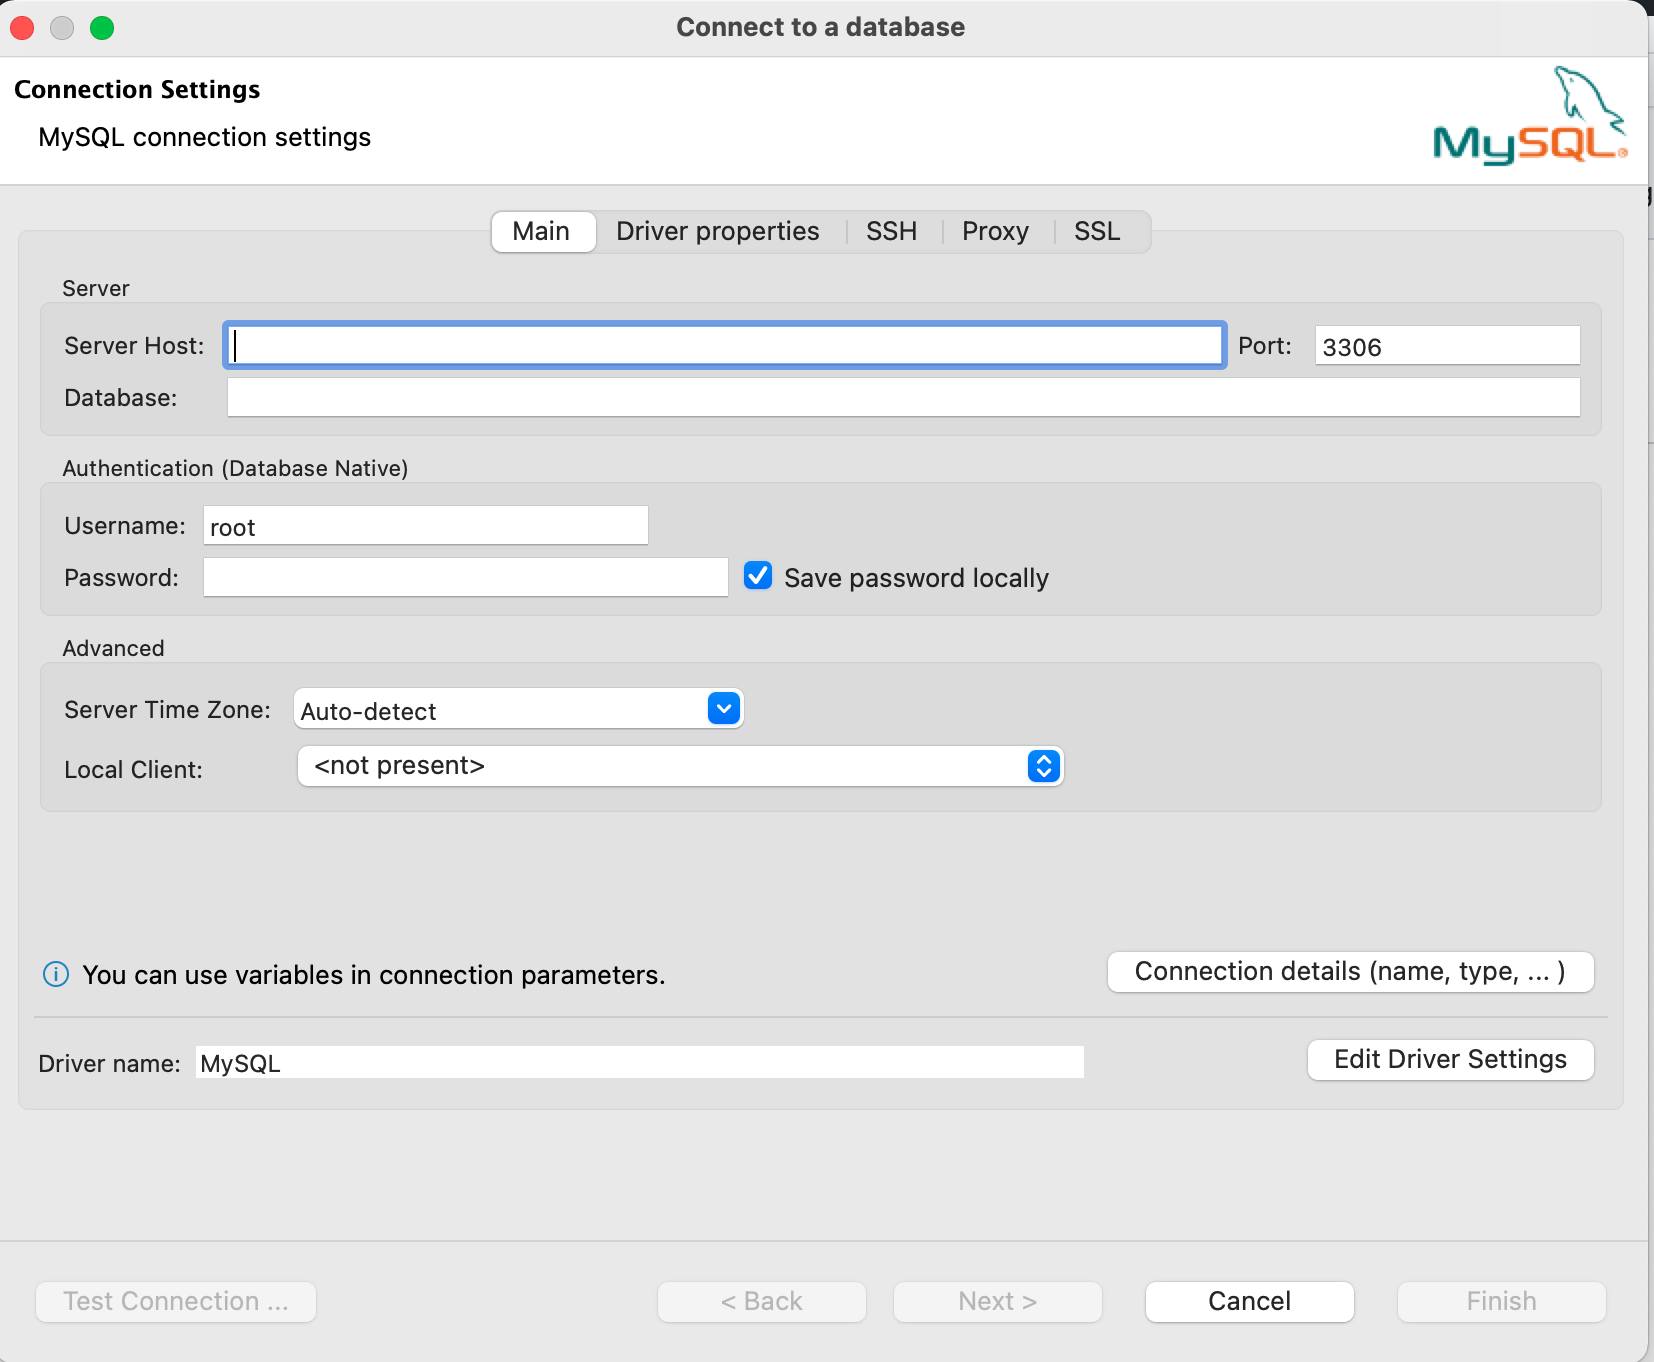 Connect to a database
Connection Settings
MySQL connection settings
MySQL®
Main Driver properties SSH Proxy SSL
Server
Server Host: Port: 3306
Database:
Authentication (Database Native)
Username: root
Password: Save password locally
Advanced
Server Time Zone: Auto-detect
Local Client: <not present>
You can use variables in connection parameters. Connection details (name, type, ... )
Driver name: MySQL Edit Driver Settings
Test Connection ... < Back Next > Cancel Finish